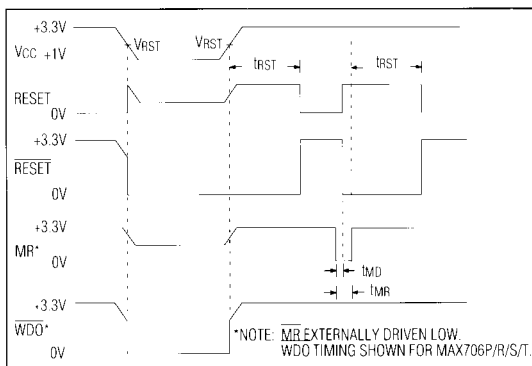 +3.3V
VCC +1V
VRST
VRST
tRST
tRST
RESET
0V
+3.3V
RESET
0V
+3.3V
MR*
0V
tMD
tMR
+3.3V
WDO*
0V
*NOTE: MR EXTERNALLY DRIVEN LOW.
WDO TIMING SHOWN FOR MAX706P/R/S/T.